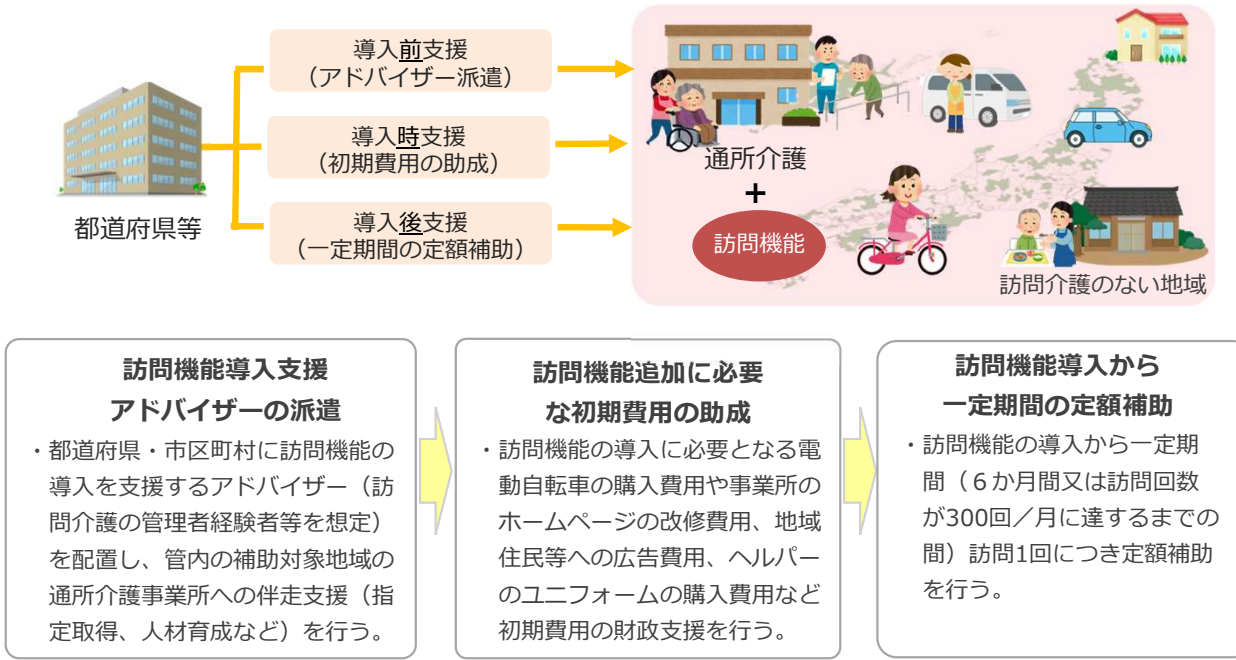 導入前支援
（アドバイザー派遣）
導入時支援
（初期費用の助成）
導入後支援
（一定期間の定額補助）
都道府県等
通所介護
+
訪問機能
訪問介護のない地域
訪問機能導入支援
アドバイザーの派遣
・都道府県・市区町村に訪問機能の
導入を支援するアドバイザー（訪
問介護の管理者経験者等を想定）
を配置し、管内の補助対象地域の
通所介護事業所への伴走支援（指
定取得、人材育成など）を行う。
訪問機能追加に必要
な初期費用の助成
・訪問機能の導入に必要となる電
動自転車の購入費用や事業所の
ホームページの改修費用、地域
住民等への広告費用、ヘルパー
のユニフォームの購入費用など
初期費用の財政支援を行う。
訪問機能導入から
一定期間の定額補助
・訪問機能の導入から一定期
間（６か月間又は訪問回数
が300回／月に達するまでの
間）訪問1回につき定額補助
を行う。